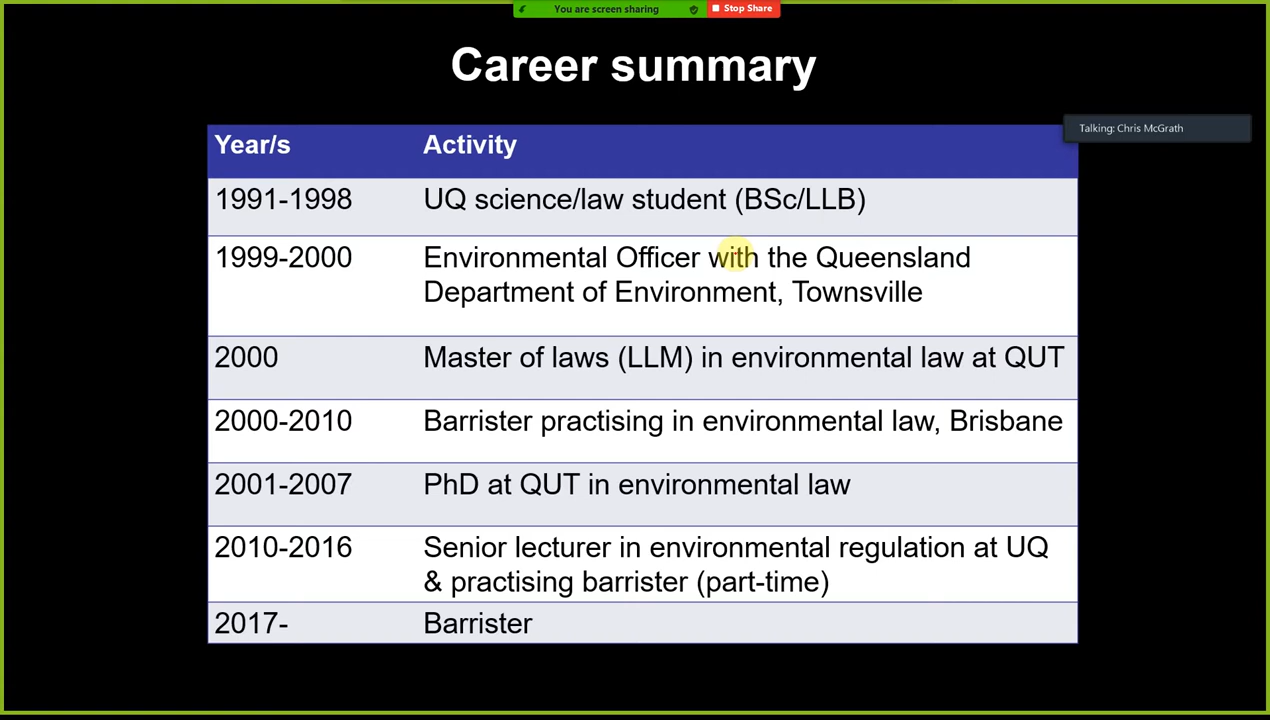 You are screen sharing Stop Share
Career summary
Talking: Chris McGrath
Year/s Activity
1991-1998 UQ science/law student (BSc/LLB)
1999-2000 Environmental Officer with the Queensland
Department of Environment, Townsville
2000 Master of laws (LLM) in environmental law at QUT
2000-2010 Barrister practising in environmental law, Brisbane
2001-2007 PhD at QUT in environmental law
2010-2016 Senior lecturer in environmental regulation at UQ
& practising barrister (part-time)
2017- Barrister